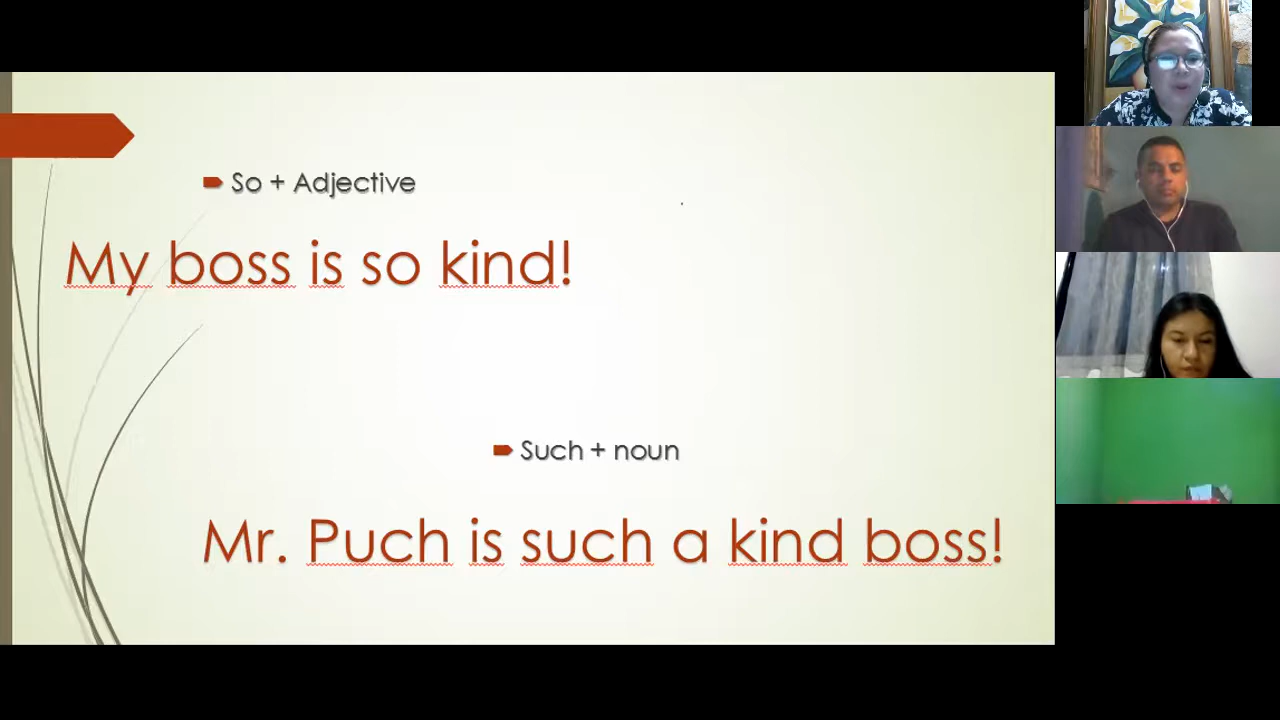 So + Adjective
My boss is so kind!
Such + noun
Mr. Puch is such a kind boss!